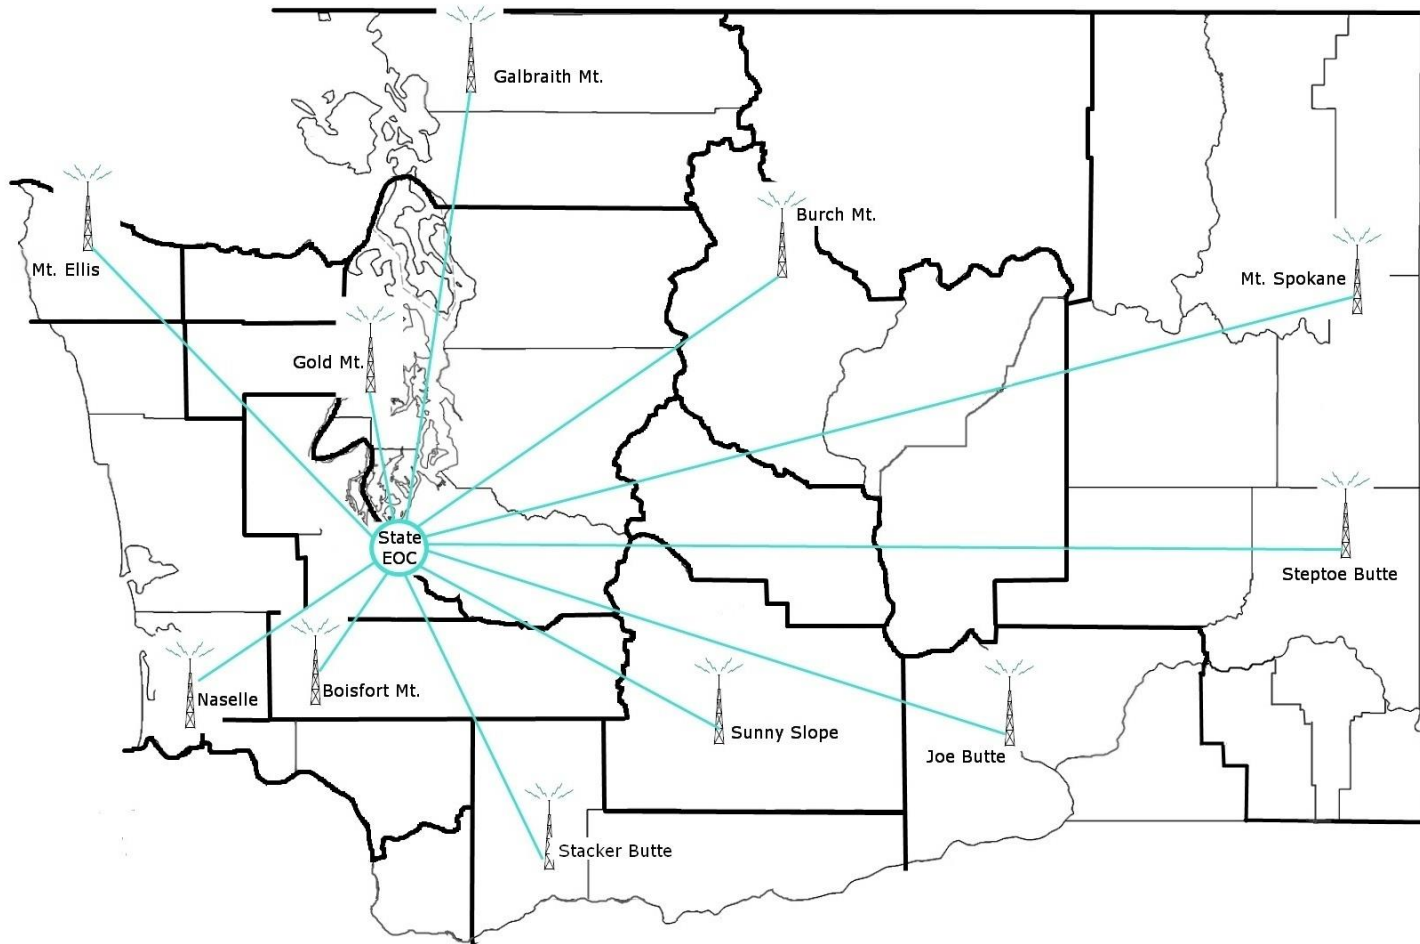 Galbraith Mt.
Burch Mt.
Mt. Ellis
Mt. Spokane
Gold Mt.
State
EOC
Steptoe Butte
Naselle
Boisfort Mt.
Sunny Slope
Joe Butte
Stacker Butte